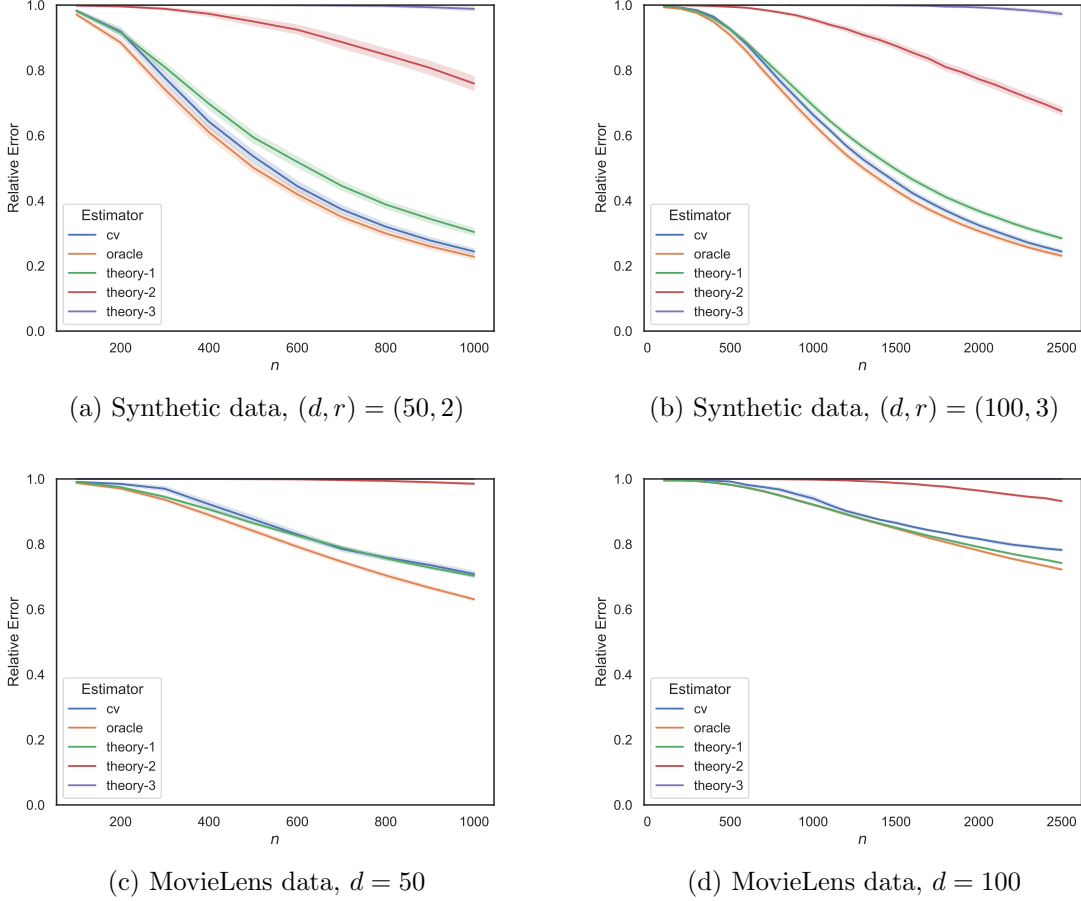 1.0
0.8
0.6
0.4
0.2
0.0
Relative Error
Estimator
cv
oracle
theory-1
theory-2
theory-3
200
400
600
800
1000
n
(a) Synthetic data, (d, r) = (50, 2)
1.0
0.8
0.6
0.4
0.2
0.0
Relative Error
Estimator
cv
oracle
theory-1
theory-2
theory-3
0
500
1000
1500
2000
2500
n
(b) Synthetic data, (d, r) = (100, 3)
1.0
0.8
0.6
0.4
0.2
0.0
Relative Error
Estimator
cv
oracle
theory-1
theory-2
theory-3
200
400
600
800
1000
n
(c) MovieLens data, d = 50
1.0
0.8
0.6
0.4
0.2
0.0
Relative Error
Estimator
cv
oracle
theory-1
theory-2
theory-3
0
500
1000
1500
2000
2500
n
(d) MovieLens data, d = 100